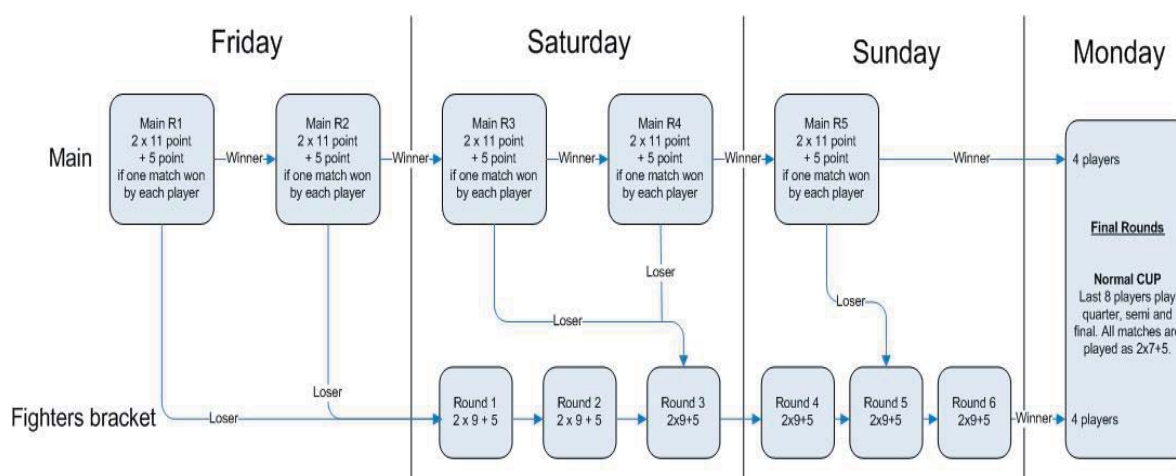 Friday
Saturday
Sunday
Monday
Main
Main R1
2 x 11 point
+ 5 point
if one match won
by each player
Winner
Main R2
2 x 11 point
+ 5 point
if one match won
by each player
Winner
Main R3
2 x 11 point
+ 5 point
if one match won
by each player
Winner
Main R4
2 x 11 point
+ 5 point
if one match won
by each player
Winner
Main R5
2 x 11 point
+ 5 point
if one match won
by each player
Winner
4 players
Final Rounds
Normal CUP
Last 8 players play
quarter, semi and
final. All matches are
played as 2x7+5.
Loser
Loser
Loser
Loser
Loser
Fighters bracket
Round 1
2 x 9 + 5
Round 2
2 x 9 + 5
Round 3
2x9+5
Round 4
2x9+5
Round 5
2x9+5
Round 6
2x9+5
Winner
4 players